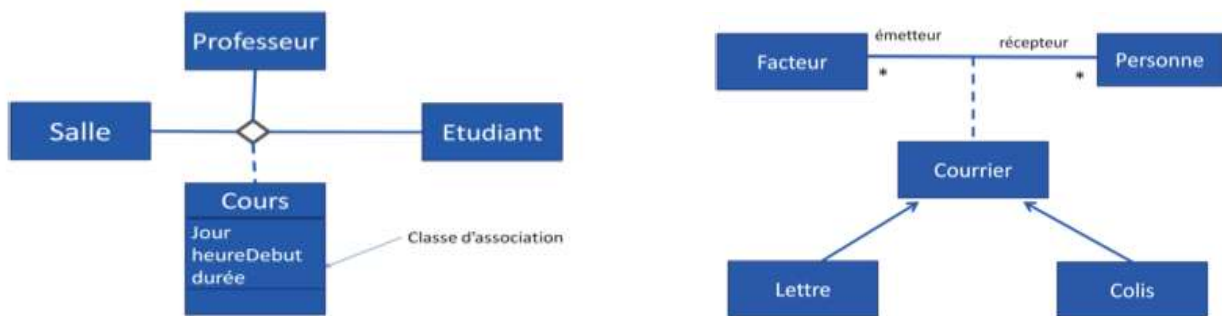 Professeur
Salle
Etudiant
Cours
Jour
heureDebut
durée
Classe d'association
émetteur
récepteur
Facteur
*
*
Personne
Courrier
Lettre
Colis